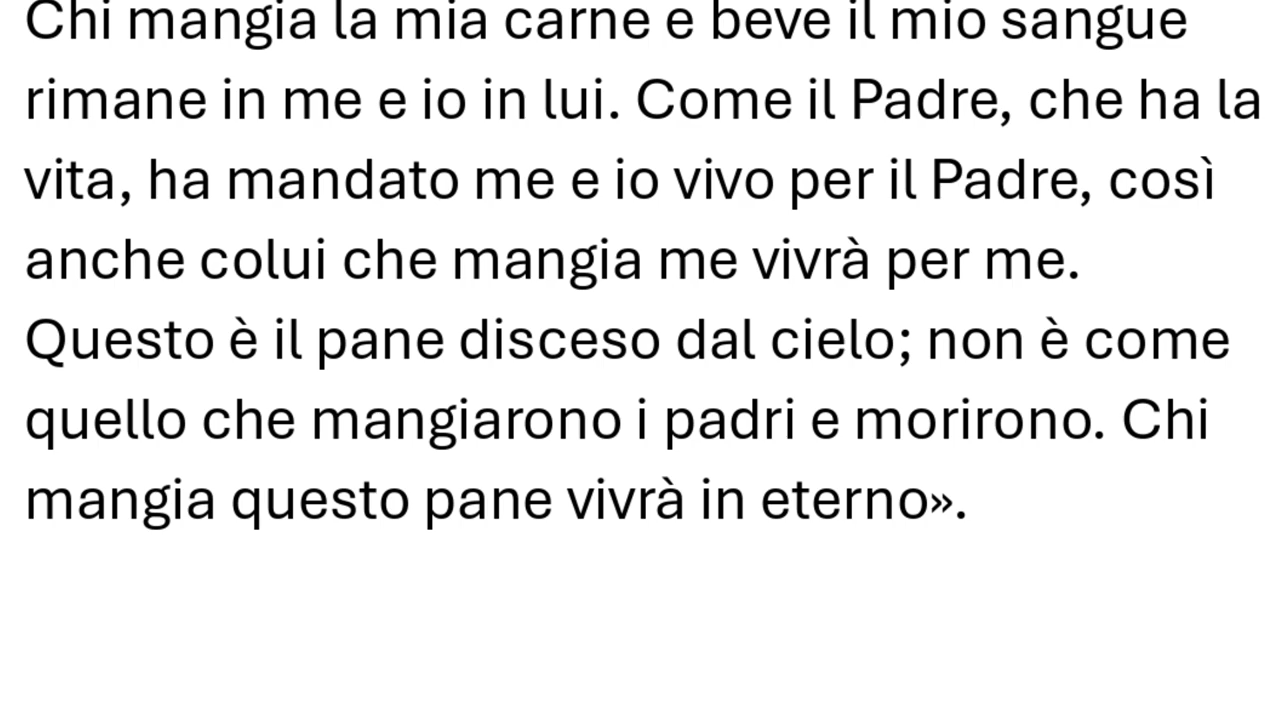 Chi mangia la mia carne e beve il mio sangue
rimane in me e io in lui. Come il Padre, che ha la
vita, ha mandato me e io vivo per il Padre, così
anche colui che mangia me vivrà per me.
Questo è il pane disceso dal cielo; non è come
quello che mangiarono i padri e morirono. Chi
mangia questo pane vivrà in eterno».